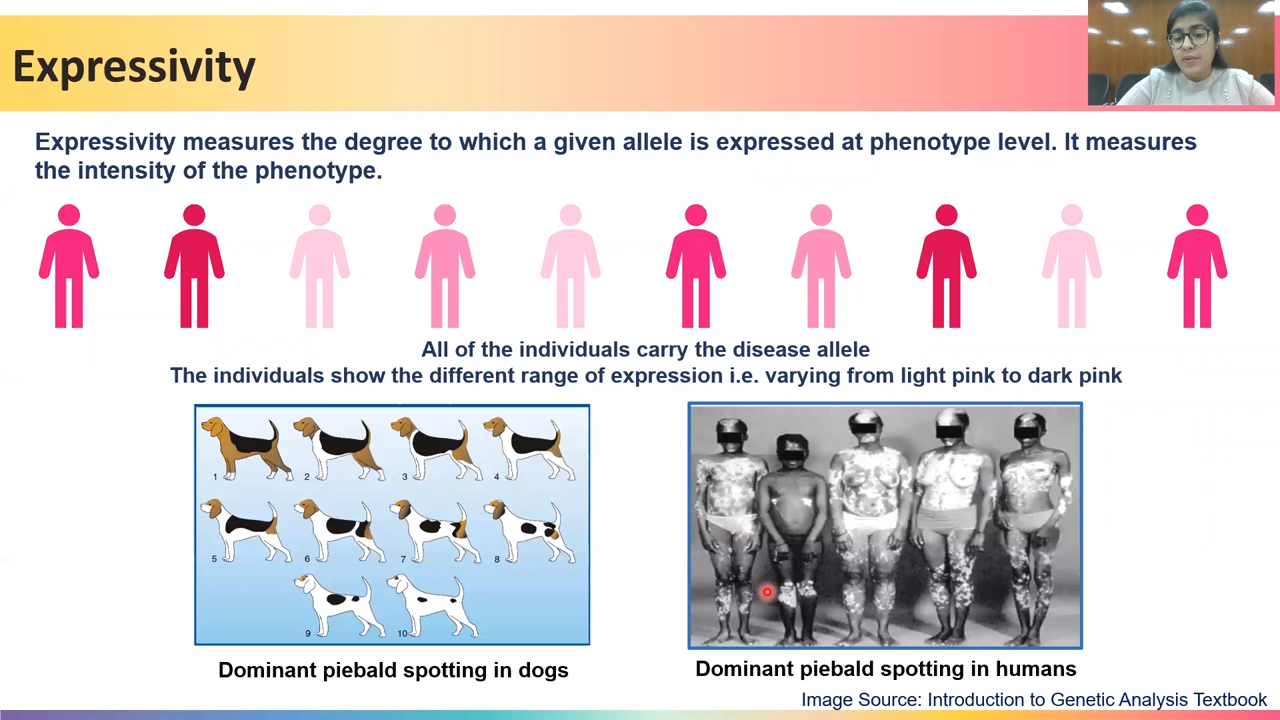 Expressivity
Expressivity measures the degree to which a given allele is expressed at phenotype level. It measures
the intensity of the phenotype.
All of the individuals carry the disease allele
The individuals show the different range of expression i.e. varying from light pink to dark pink
1 2 3 4
5 6 7 8
9 10
Dominant piebald spotting in dogs
Dominant piebald spotting in humans
Image Source: Introduction to Genetic Analysis Textbook